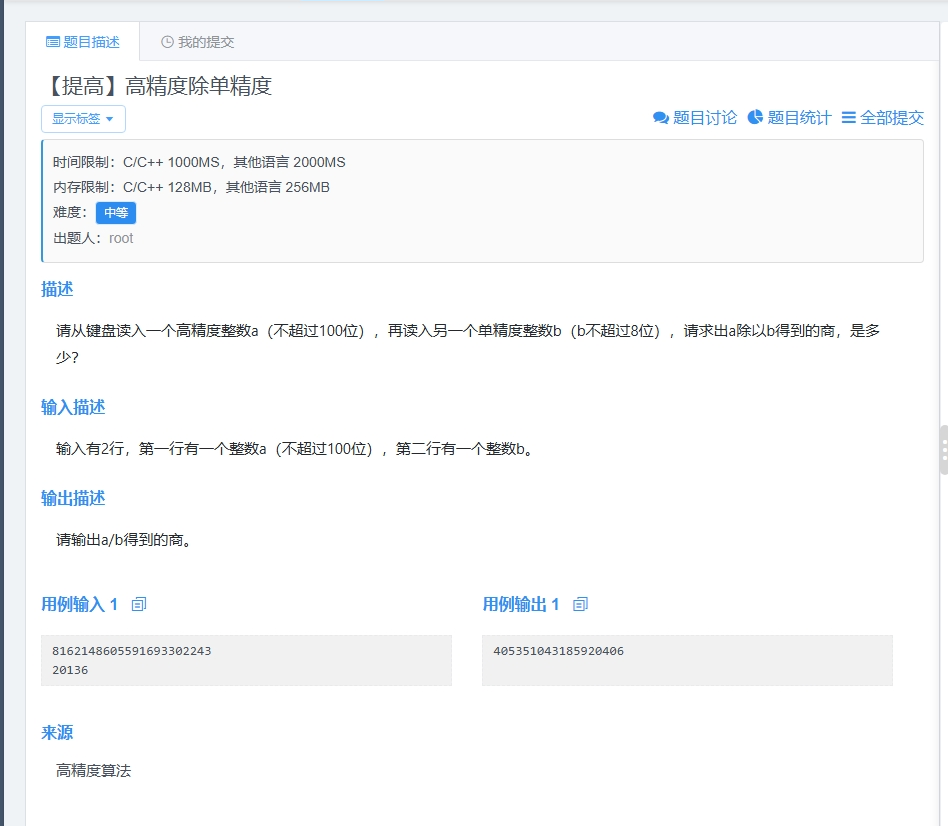 题目描述
我的提交
【提高】高精度除单精度
显示标签
题目讨论 题目统计 全部提交
时间限制：C/C++ 1000MS，其他语言 2000MS
内存限制：C/C++ 128MB，其他语言 256MB
难度： 中等
出题人：root
描述
请从键盘读入一个高精度整数a（不超过100位），再读入另一个单精度整数b（b不超过8位），请求出a除以b得到的商，是多
少？
输入描述
输入有2行，第一行有一个整数a（不超过100位），第二行有一个整数b。
输出描述
请输出a/b得到的商。
用例输入 1
8162148605591693302243
20136
用例输出 1
405351043185920406
来源
高精度算法